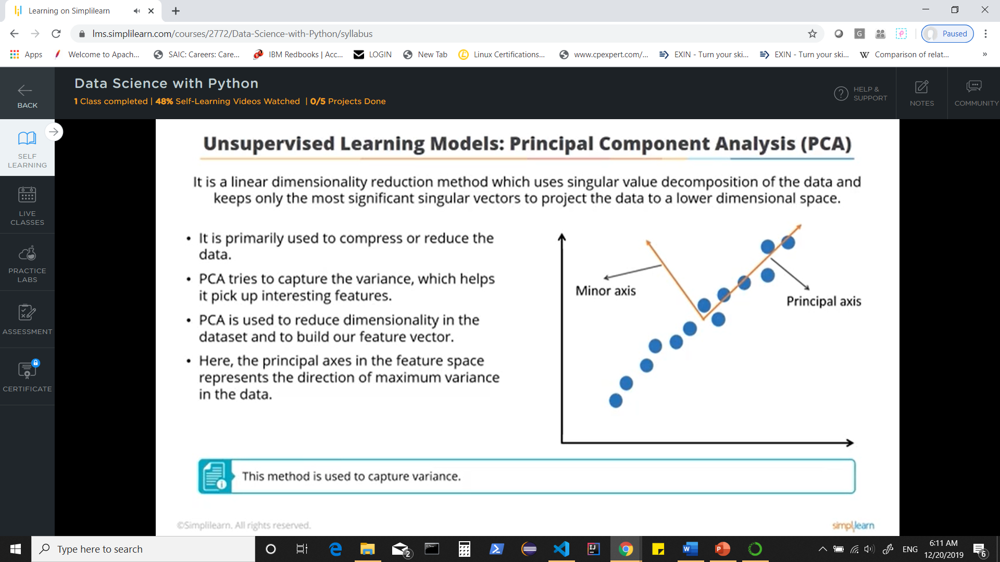 Learning on Simplilearn
lms.simplilearn.com/courses/2772/Data-Science-with-Python/syllabus
G
Paused
Apps
Welcome to Apach...
SAIC: Careers: Care...
IBM Redbooks | Acc...
LOGIN
New Tab
Linux Certifications...
www.cpexpert.com/...
EXIN - Turn your ski...
EXIN - Turn your ski...
W Comparison of relat...
»
BACK
Data Science with Python
1 Class completed | 48% Self-Learning Videos Watched | 0/5 Projects Done
HELP &
SUPPORT
NOTES
COMMUNITY
SELF
LEARNING
LIVE
CLASSES
PRACTICE
LABS
ASSESSMENT
CERTIFICATE
Unsupervised Learning Models: Principal Component Analysis (PCA)
It is a linear dimensionality reduction method which uses singular value decomposition of the data and
keeps only the most significant singular vectors to project the data to a lower dimensional space.
• It is primarily used to compress or reduce the
data.
• PCA tries to capture the variance, which helps
it pick up interesting features.
• PCA is used to reduce dimensionality in the
dataset and to build our feature vector.
• Here, the principal axes in the feature space
represents the direction of maximum variance
in the data.
Minor axis
Principal axis
This method is used to capture variance.
©Simplilearn. All rights reserved.
simplilearn
Type here to search
2
IJ
W
P
ENG
6:11 AM
12/20/2019
6